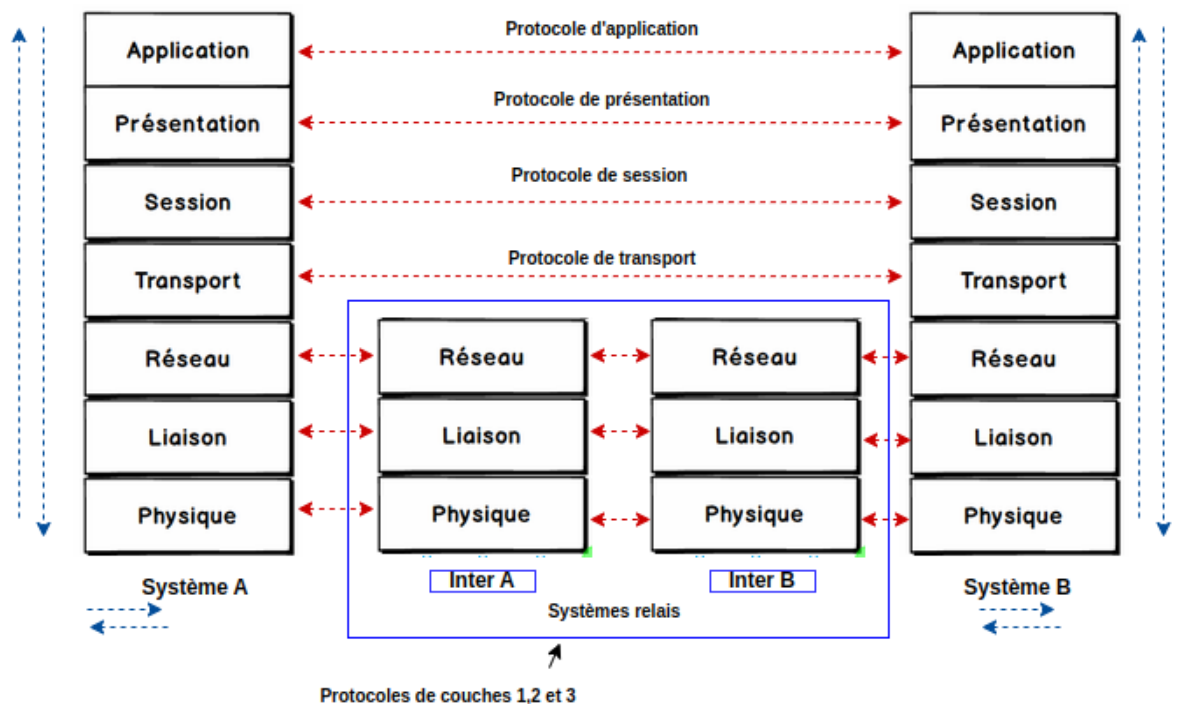 Protocole d'application
Application
Application
Protocole de présentation
Présentation
Présentation
Protocole de session
Session
Session
Protocole de transport
Transport
Transport
Réseau
Réseau
Réseau
Réseau
Liaison
Liaison
Liaison
Liaison
Physique
Physique
Physique
Physique
Système A
Inter A
Inter B
Système B
Systèmes relais
Protocoles de couches 1,2 et 3